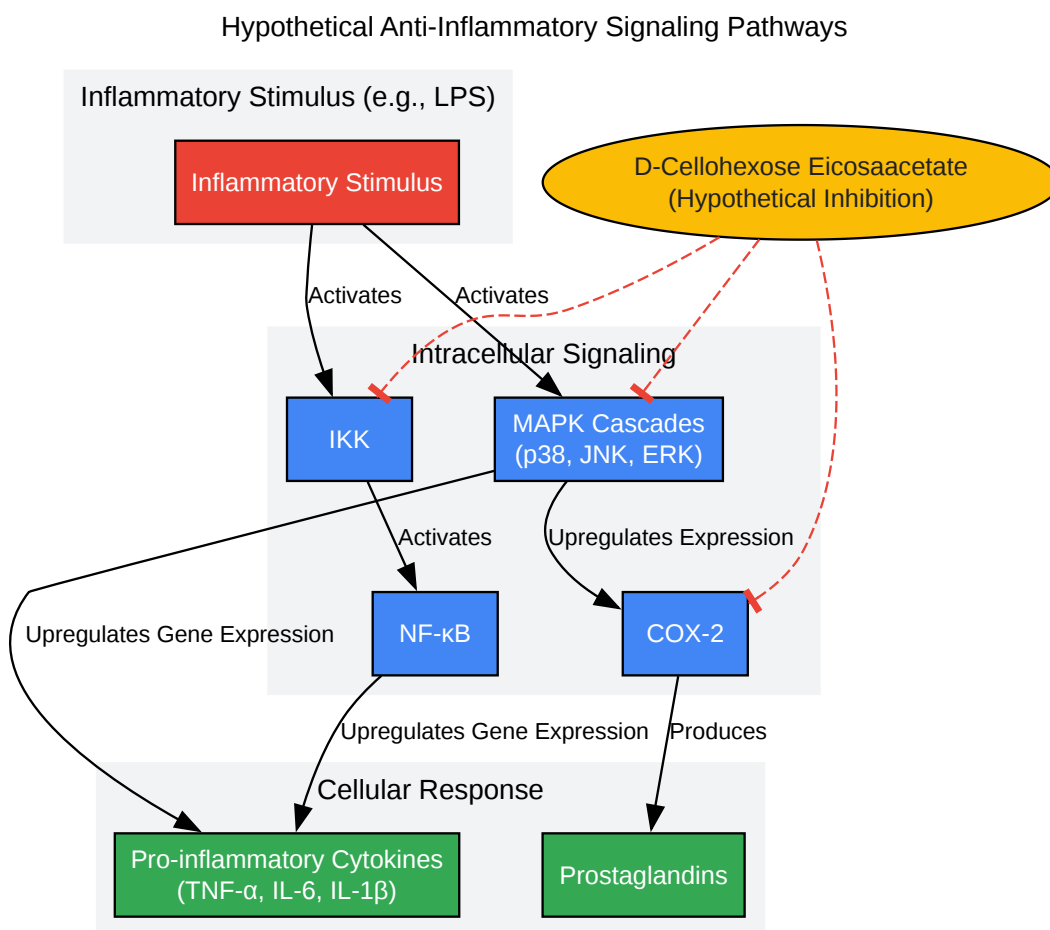 Hypothetical Anti-Inflammatory Signaling Pathways
Inflammatory Stimulus (e.g., LPS)
Inflammatory Stimulus
D-Cellohexose Eicosaacetate
(Hypothetical Inhibition)
Activates
Activates
Intracellular Signaling
IKK
MAPK Cascades
(p38, JNK, ERK)
Activates
Upregulates Expression
Upregulates Gene Expression
NF-κB
COX-2
Upregulates Gene Expression
Produces
Cellular Response
Pro-inflammatory Cytokines
(TNF-α, IL-6, IL-1β)
Prostaglandins